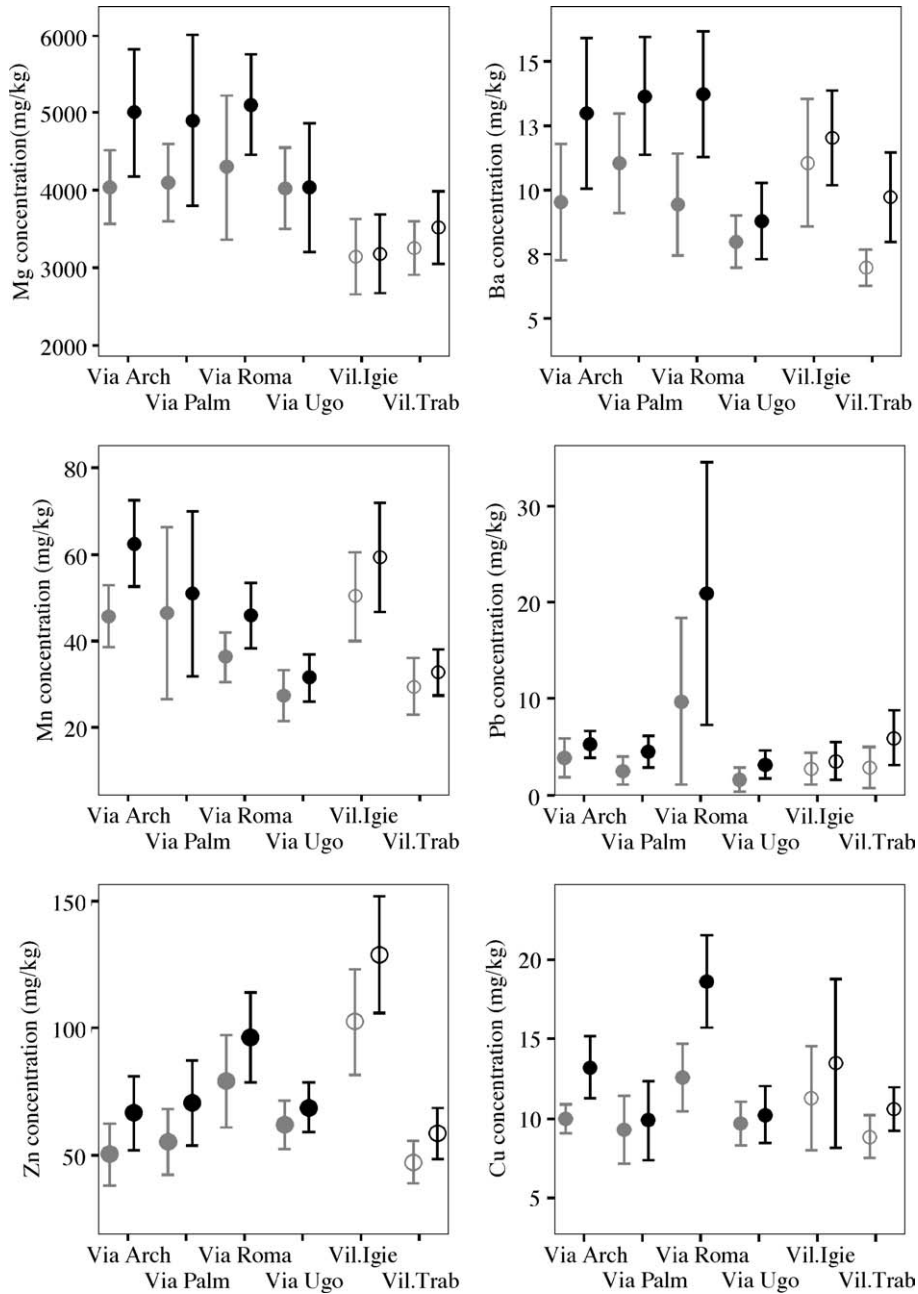 Mg concentration(mg/kg)
6000
5000
4000
3000
2000
Via Arch
Via Roma
Vil.Igie
Via Palm
Via Ugo
Vil.Trab
Ba concentration (mg/kg)
15
13
10
8
5
Via Arch
Via Roma
Vil.Igie
Via Palm
Via Ugo
Vil.Trab
Mn concentration (mg/kg)
80
60
40
20
Via Arch
Via Roma
Vil.Igie
Via Palm
Via Ugo
Vil.Trab
Pb concentration (mg/kg)
30
20
10
0
Via Arch
Via Roma
Vil.Igie
Via Palm
Via Ugo
Vil.Trab
Zn concentration (mg/kg)
150
100
50
Via Arch
Via Roma
Vil.Igie
Via Palm
Via Ugo
Vil.Trab
Cu concentration (mg/kg)
20
15
10
5
Via Arch
Via Roma
Vil.Igie
Via Palm
Via Ugo
Vil.Trab